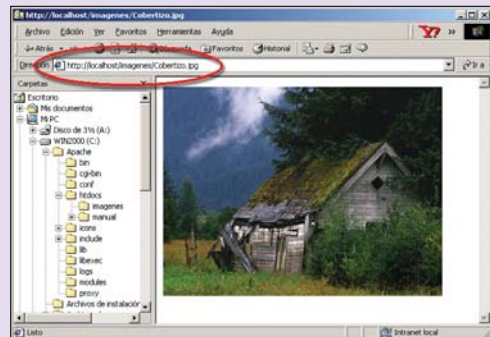 http://localhost/imagenes/Cobertizo.jpg
Archivo Edición Ver Favoritos Herramientas Ayuda
Atrás Búsqueda Favoritos Historial
Dirección http://localhost/imagenes/Cobertizo.jpg Ir a
Carpetas
Escritorio
Mis documentos
Mi PC
Disco de 3½ (A:)
WIN2000 (C:)
Apache
bin
cgi-bin
conf
htdocs
imagenes
manual
icons
include
lib
libexec
logs
modules
proxy
Archivos de instalación
Listo Intranet local